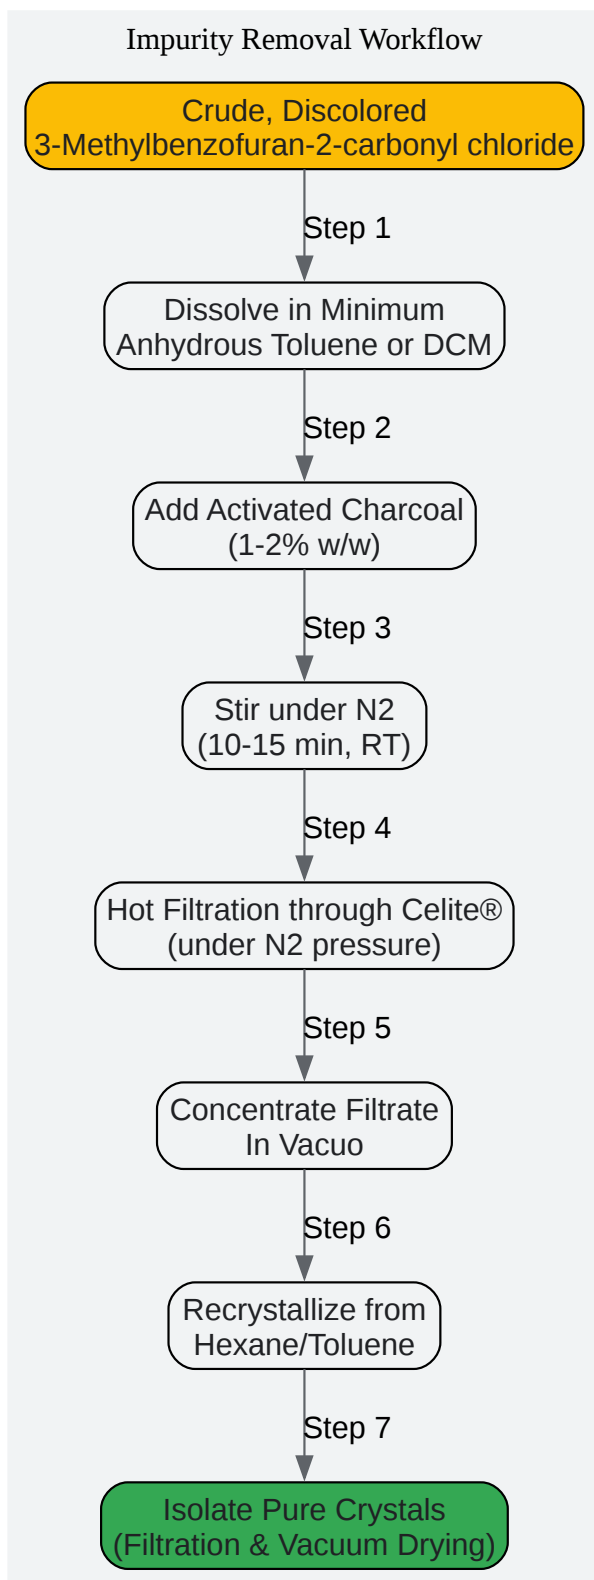 Impurity Removal Workflow
Crude, Discolored
3-Methylbenzofuran-2-carbonyl chloride
Step 1
Dissolve in Minimum
Anhydrous Toluene or DCM
Step 2
Add Activated Charcoal
(1-2% w/w)
Step 3
Stir under N2
(10-15 min, RT)
Step 4
Hot Filtration through Celite®
(under N2 pressure)
Step 5
Concentrate Filtrate
In Vacuo
Step 6
Recrystallize from
Hexane/Toluene
Step 7
Isolate Pure Crystals
(Filtration & Vacuum Drying)